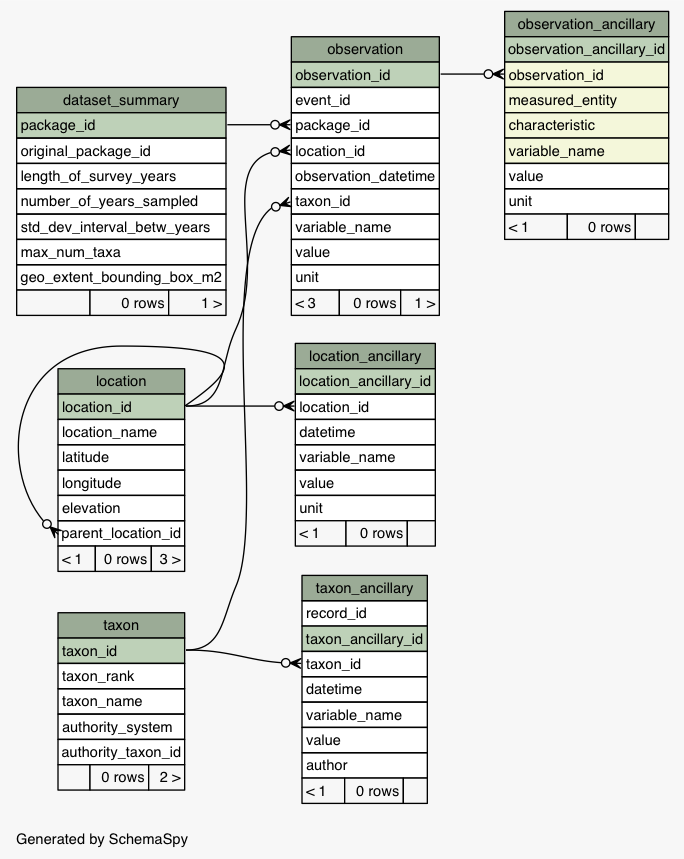 observation_ancillary
observation_ancillary_id
observation_id
measured_entity
characteristic
variable_name
value
unit
< 1 0 rows
observation
observation_id
event_id
package_id
location_id
observation_datetime
taxon_id
variable_name
value
unit
< 3 0 rows 1 >
dataset_summary
package_id
original_package_id
length_of_survey_years
number_of_years_sampled
std_dev_interval_betw_years
max_num_taxa
geo_extent_bounding_box_m2
0 rows 1 >
location_ancillary
location_ancillary_id
location_id
datetime
variable_name
value
unit
< 1 0 rows
location
location_id
location_name
latitude
longitude
elevation
parent_location_id
< 1 0 rows 3 >
taxon_ancillary
record_id
taxon_ancillary_id
taxon_id
datetime
variable_name
value
author
< 1 0 rows
taxon
taxon_id
taxon_rank
taxon_name
authority_system
authority_taxon_id
0 rows 2 >
Generated by SchemaSpy